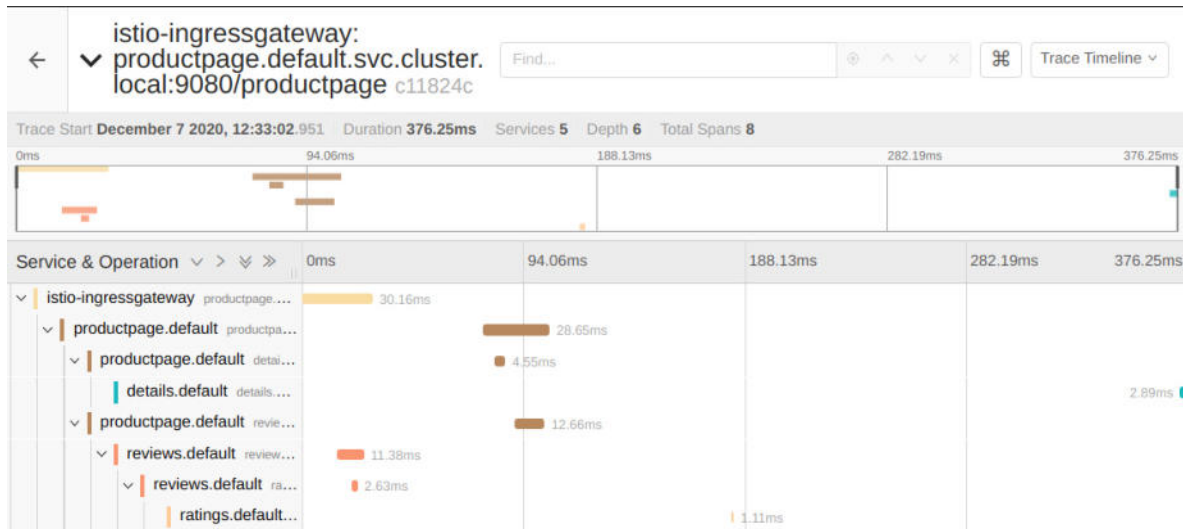 istio-ingressgateway:
productpage.default.svc.cluster.
local:9080/productpage c11824c
Find...
⌘
Trace Timeline
Trace Start December 7 2020, 12:33:02.951 Duration 376.25ms Services 5 Depth 6 Total Spans 8
0ms 94.06ms 188.13ms 282.19ms 376.25ms
Service & Operation 0ms 94.06ms 188.13ms 282.19ms 376.25ms
istio-ingressgateway productpage.... 30.16ms
productpage.default productpa... 28.65ms
productpage.default detai... 4.55ms
details.default details.... 2.89ms
productpage.default revie... 12.66ms
reviews.default review... 11.38ms
reviews.default ra... 2.63ms
ratings.default... 1.11ms